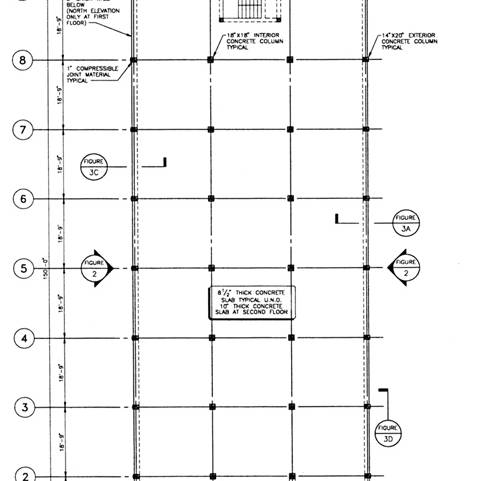 BELOW
(NORTH ELEVATION
ONLY AT FIRST
FLOOR)
18'-9"
18"X18" INTERIOR
CONCRETE COLUMN
TYPICAL
14"X20" EXTERIOR
CONCRETE COLUMN
TYPICAL
8
1" COMPRESSIBLE
JOINT MATERIAL
TYPICAL
18'-9"
7
FIGURE
3C
18'-9"
6
FIGURE
3A
18'-9"
150'-0"
5
FIGURE
2
FIGURE
2
8 1/2" THICK CONCRETE
SLAB TYPICAL U.N.O.
10" THICK CONCRETE
SLAB AT SECOND FLOOR
18'-9"
4
18'-9"
3
FIGURE
3D
18'-9"
2